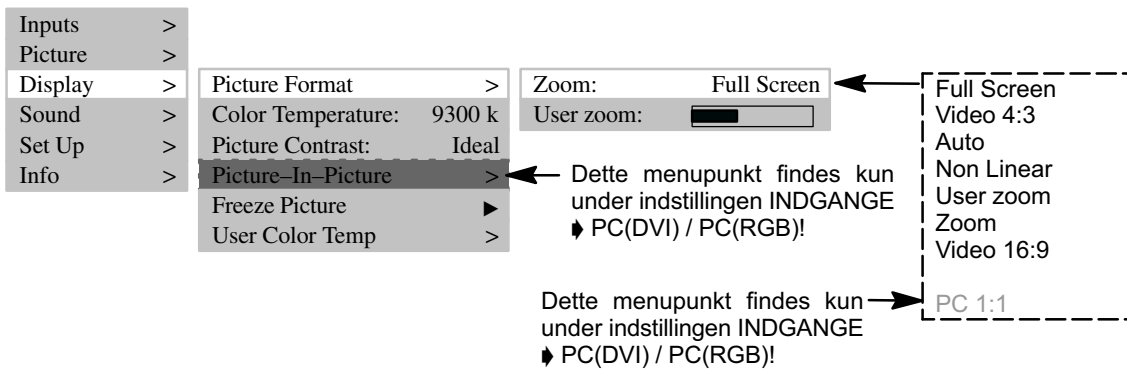 Inputs >
Picture >
Display >
Sound >
Set Up >
Info >
Picture Format >
Color Temperature: 9300 k
Picture Contrast: Ideal
Picture–In–Picture >
Freeze Picture ▶
User Color Temp >
Zoom: Full Screen
User zoom:
Full Screen
Video 4:3
Auto
Non Linear
User zoom
Zoom
Video 16:9
PC 1:1
Dette menupunkt findes kun
under indstillingen INDGANGE
➧ PC(DVI) / PC(RGB)!
Dette menupunkt findes kun
under indstillingen INDGANGE
➧ PC(DVI) / PC(RGB)!